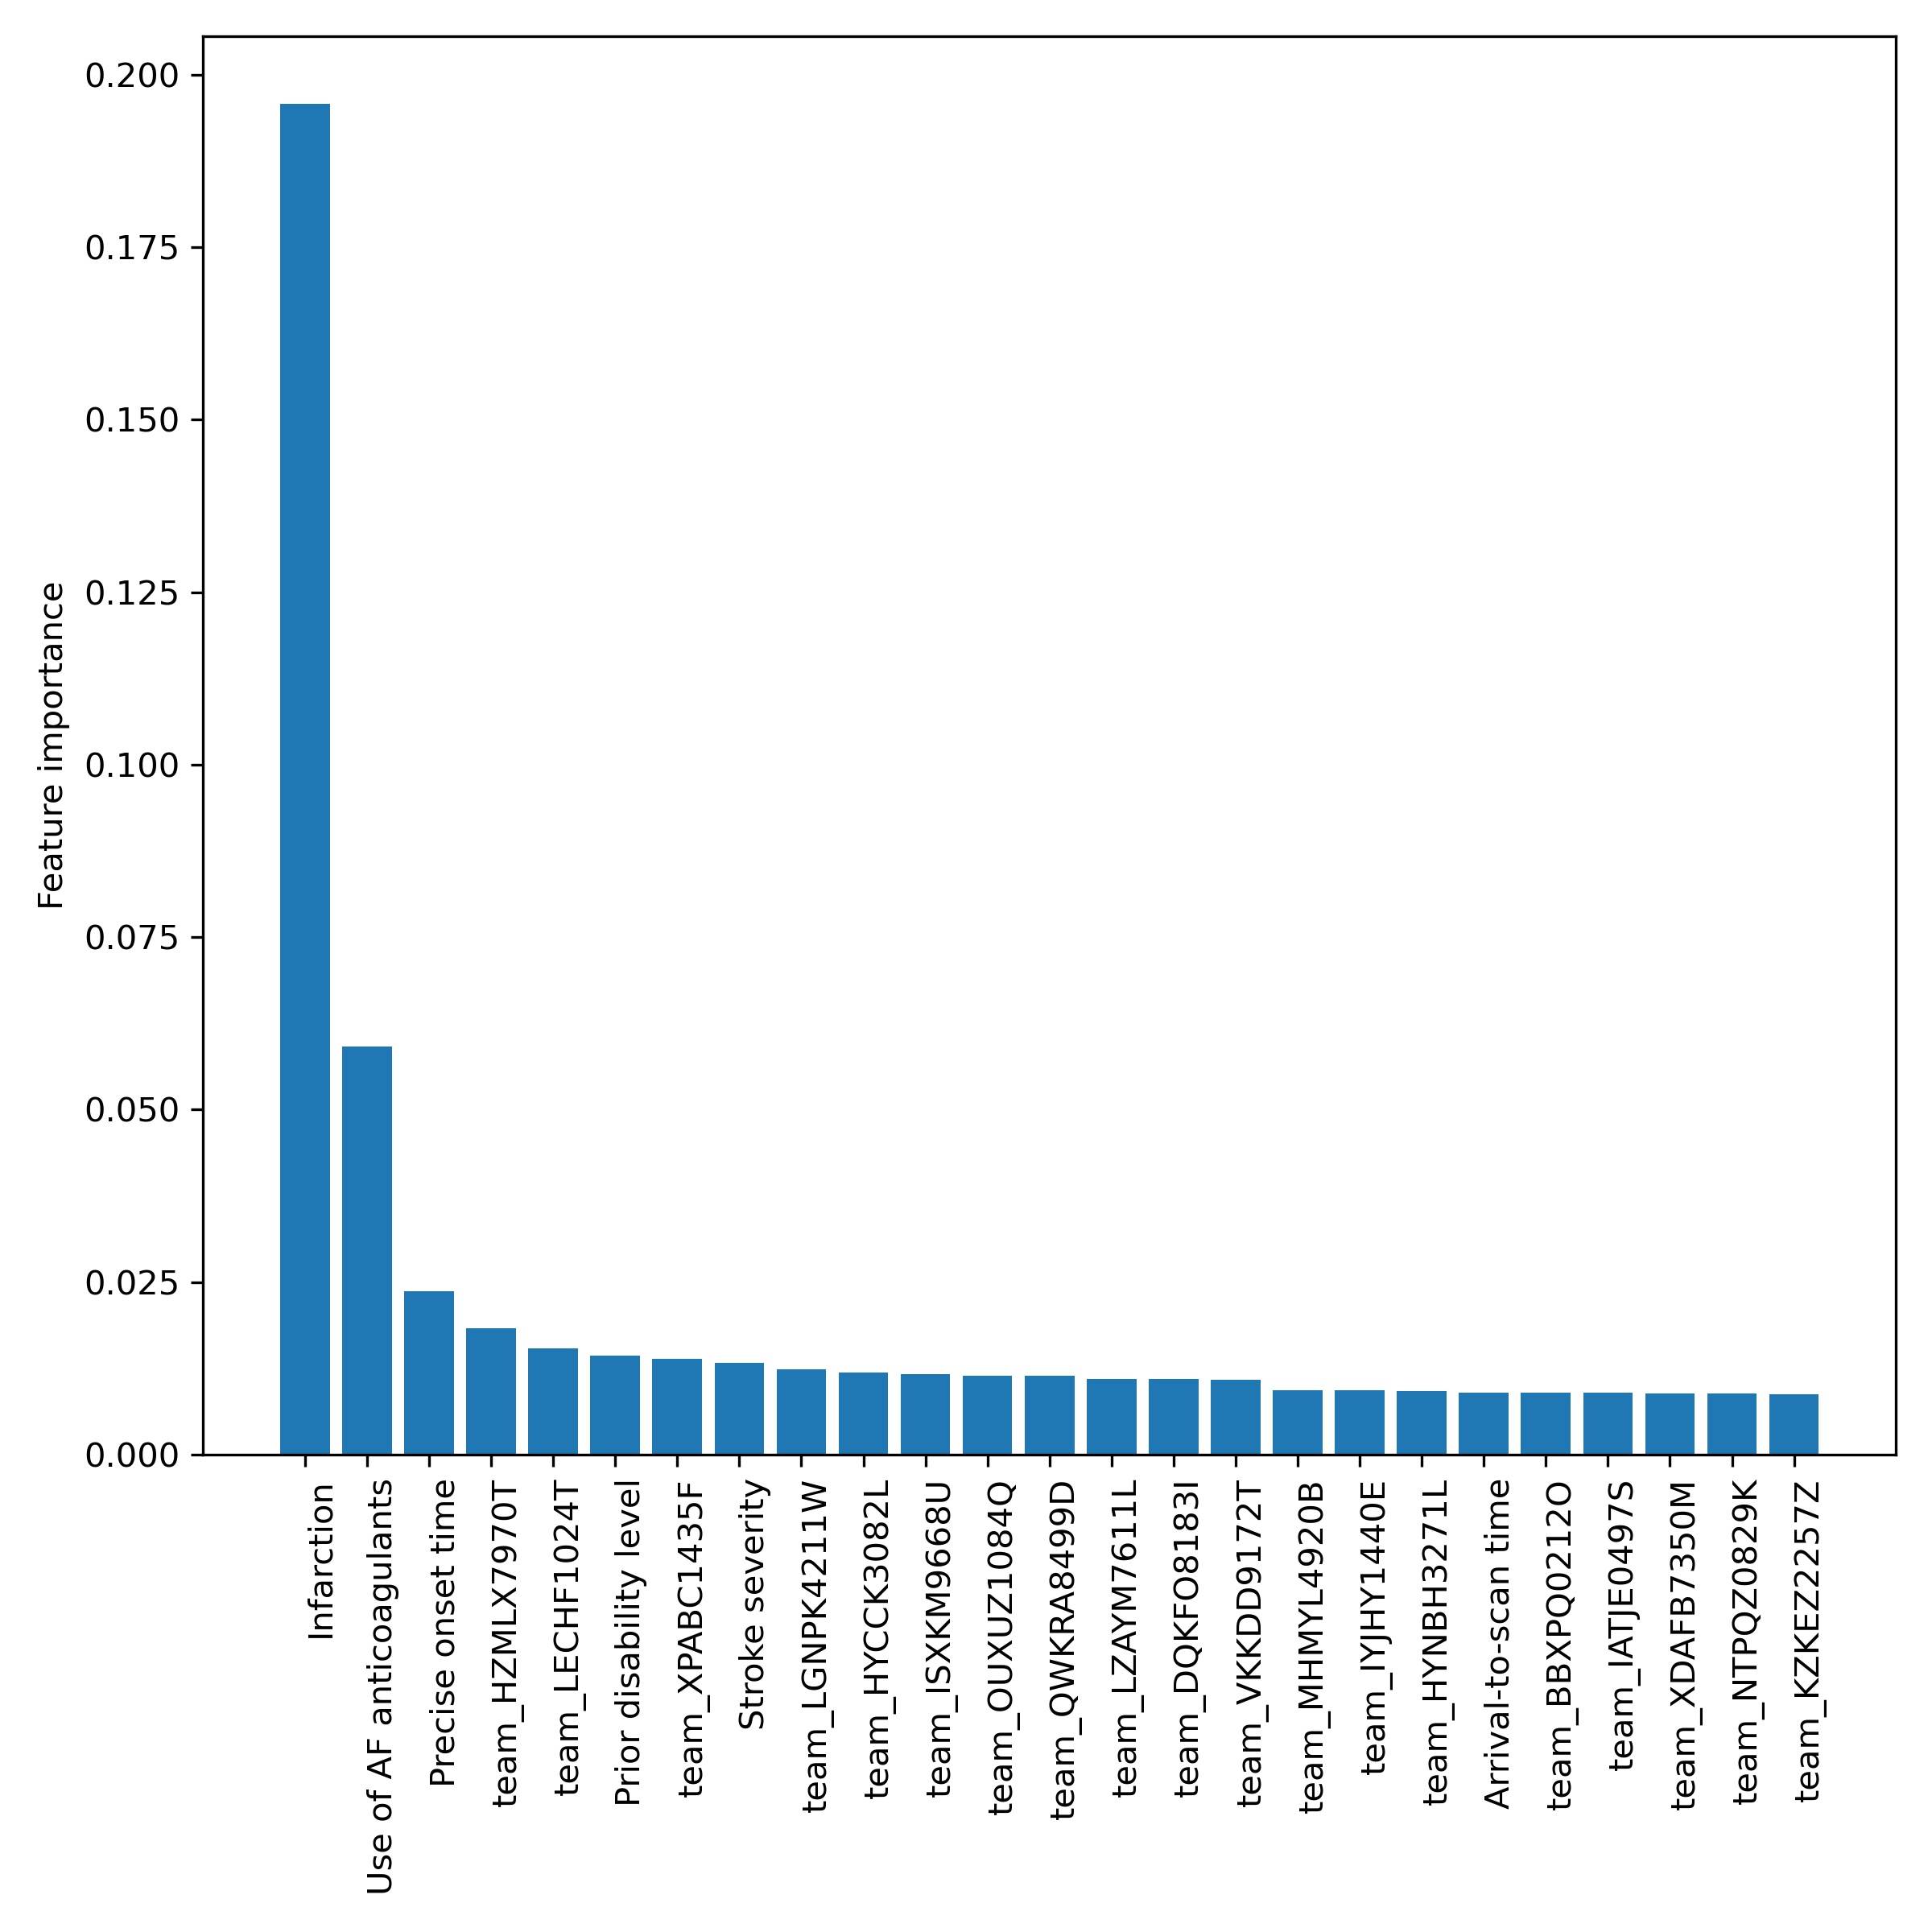 0.200
0.175
0.150
0.125
0.100
0.075
0.050
0.025
0.000
Feature importance
Infarction
Use of AF anticoagulants
Precise onset time
team_HZMLX7970T
team_LECHF1024T
Prior disability level
team_XPABC1435F
Stroke severity
team_LGNPK4211W
team_HYCCK3082L
team_ISXKM9668U
team_OUXUZ1084Q
team_QWKRA8499D
team_LZAYM7611L
team_DQKFO8183I
team_VKKDD9172T
team_MHMYL4920B
team_IYJHY1440E
team_HYNBH3271L
Arrival-to-scan time
team_BBXPQ0212O
team_IATJE0497S
team_XDAFB7350M
team_NTPQZ0829K
team_KZKEZ2257Z